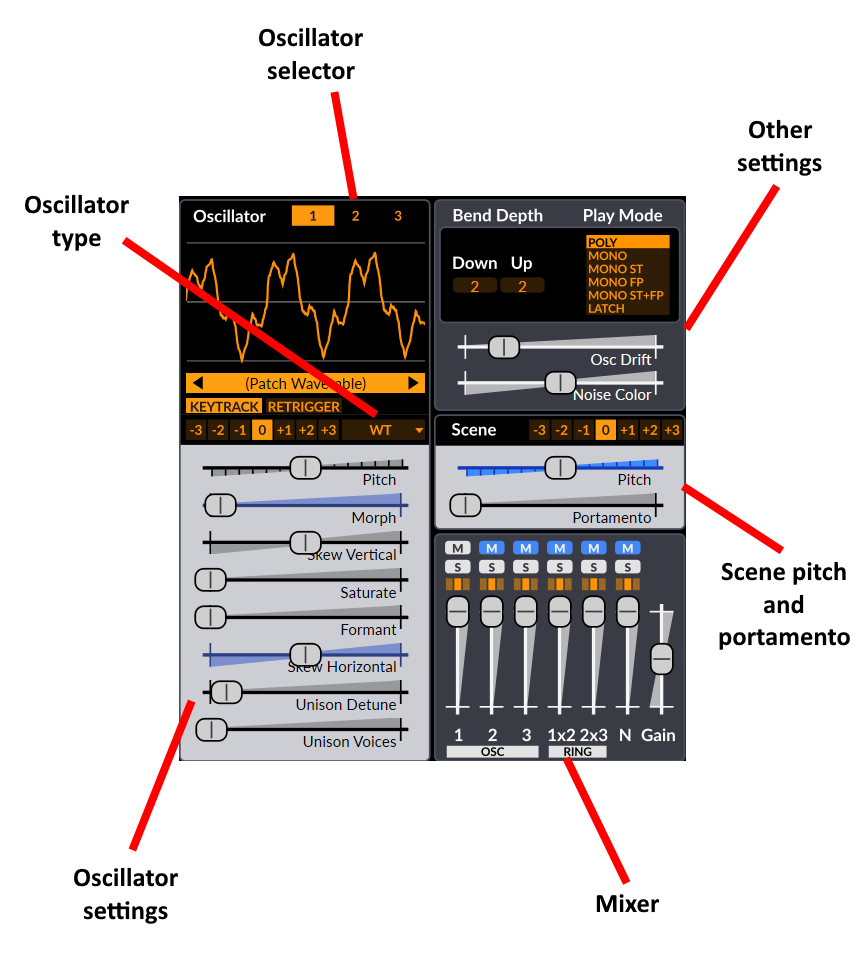 Oscillator
selector
Other
settings
Oscillator
type
Oscillator 1 2 3
Bend Depth Play Mode
Down Up
2 2
POLY
MONO
MONO ST
MONO FP
MONO ST+FP
LATCH
Osc Drift
Noise Color
(Patch Wavetable)
KEYTRACK RETRIGGER
-3 -2 -1 0 +1 +2 +3 WT
Scene -3 -2 -1 0 +1 +2 +3
Pitch
Morph
Skew Vertical
Saturate
Formant
Skew Horizontal
Unison Detune
Unison Voices
Pitch
Portamento
M M M M M M
S S S S S S
1 2 3 1x2 2x3 N Gain
OSC RING
Scene pitch
and
portamento
Oscillator
settings
Mixer